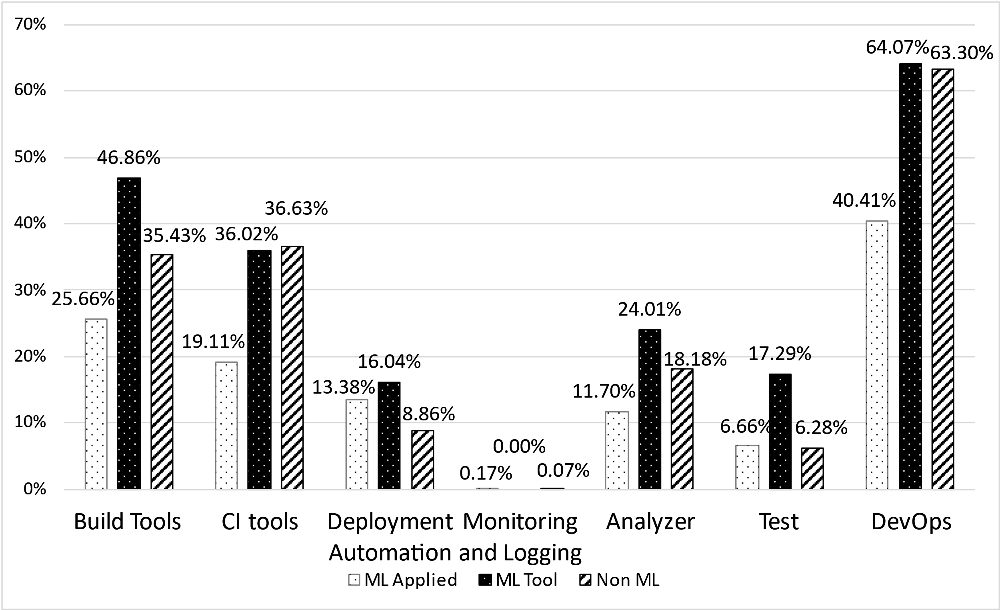 70%
60%
50%
40%
30%
20%
10%
0%
25.66%
46.86%
35.43%
19.11%
36.02%
36.63%
13.38%
16.04%
8.86%
0.17%
0.00%
0.07%
11.70%
24.01%
18.18%
6.66%
17.29%
6.28%
40.41%
64.07%
63.30%
Build Tools
CI tools
Deployment
Automation
Monitoring
and Logging
Analyzer
Test
DevOps
ML Applied
ML Tool
Non ML